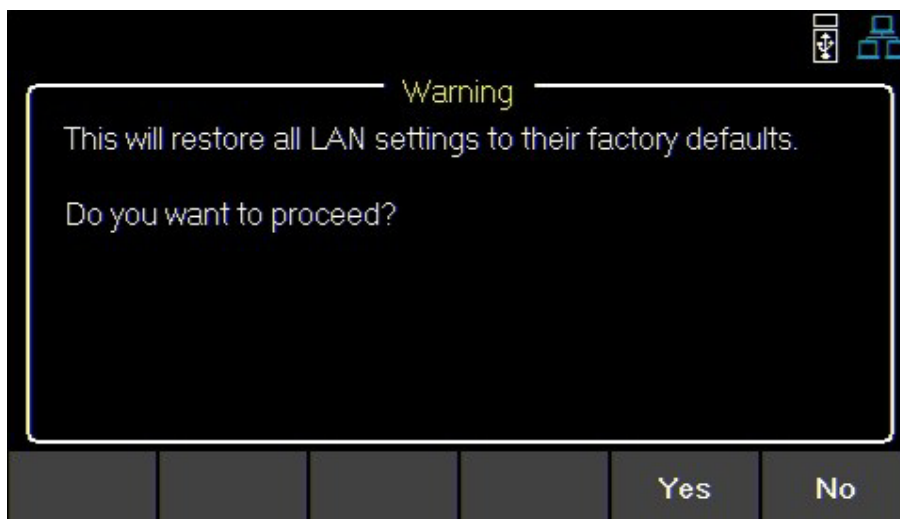 Warning
This will restore all LAN settings to their factory defaults.
Do you want to proceed?
Yes No